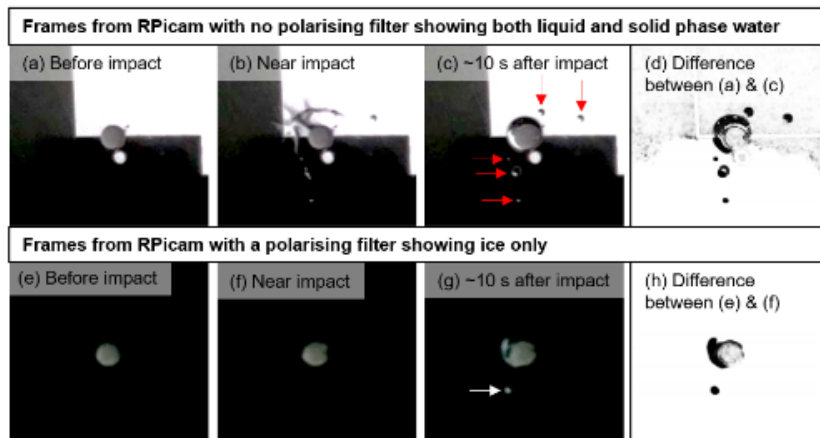 Frames from RPicam with no polarising filter showing both liquid and solid phase water
(a) Before impact
(b) Near impact
(c) ~10 s after impact
(d) Difference
between (a) & (c)
Frames from RPicam with a polarising filter showing ice only
(e) Before impact
(f) Near impact
(g) ~10 s after impact
(h) Difference
between (e) & (f)